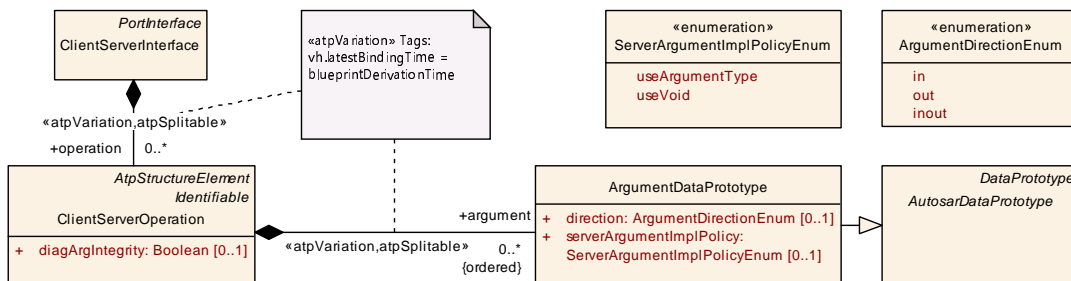 PortInterface
ClientServerInterface
«atpVariation» Tags:
vh.latestBindingTime =
blueprintDerivationTime
«enumeration»
ServerArgumentImplPolicyEnum
useArgumentType
useVoid
«enumeration»
ArgumentDirectionEnum
in
out
inout
«atpVariation,atpSplitable»
+operation 0..*
AtpStructureElement
Identifiable
ClientServerOperation
+ diagArgIntegrity: Boolean [0..1]
+argument
«atpVariation,atpSplitable»
0..*
{ordered}
ArgumentDataPrototype
+ direction: ArgumentDirectionEnum [0..1]
+ serverArgumentImplPolicy:
ServerArgumentImplPolicyEnum [0..1]
DataPrototype
AutosarDataPrototype